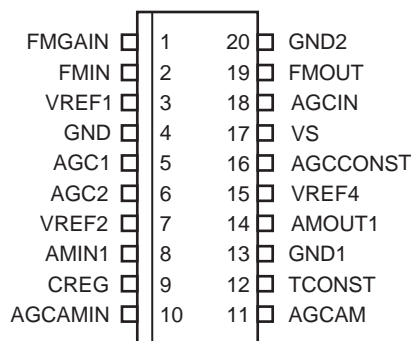 FMGAIN 1 20 GND2
FMIN 2 19 FMOUT
VREF1 3 18 AGCIN
GND 4 17 VS
AGC1 5 16 AGCCONST
AGC2 6 15 VREF4
VREF2 7 14 AMOUT1
AMIN1 8 13 GND1
CREG 9 12 TCONST
AGCAMIN 10 11 AGCAM